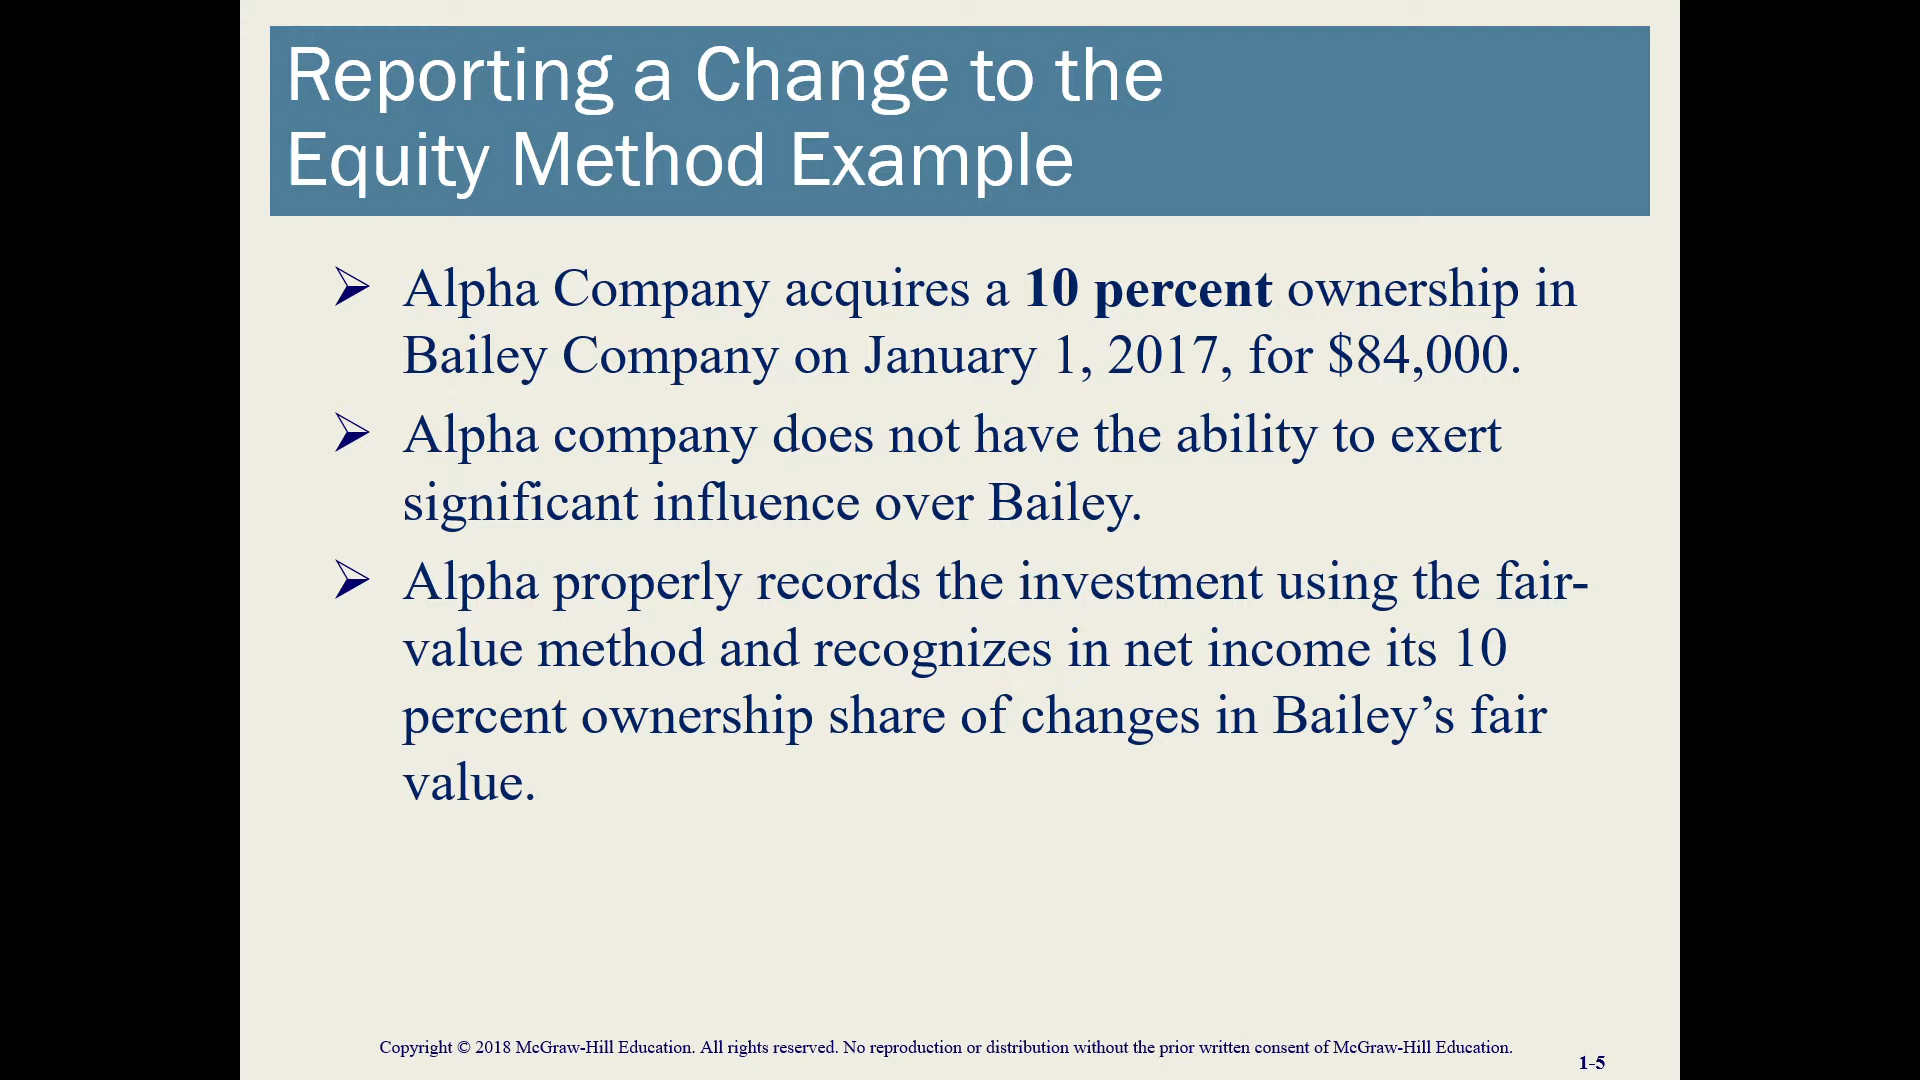 Reporting a Change to the
Equity Method Example
Alpha Company acquires a 10 percent ownership in
Bailey Company on January 1, 2017, for $84,000.
Alpha company does not have the ability to exert
significant influence over Bailey.
Alpha properly records the investment using the fair-
value method and recognizes in net income its 10
percent ownership share of changes in Bailey’s fair
value.
Copyright © 2018 McGraw-Hill Education. All rights reserved. No reproduction or distribution without the prior written consent of McGraw-Hill Education.
1-5